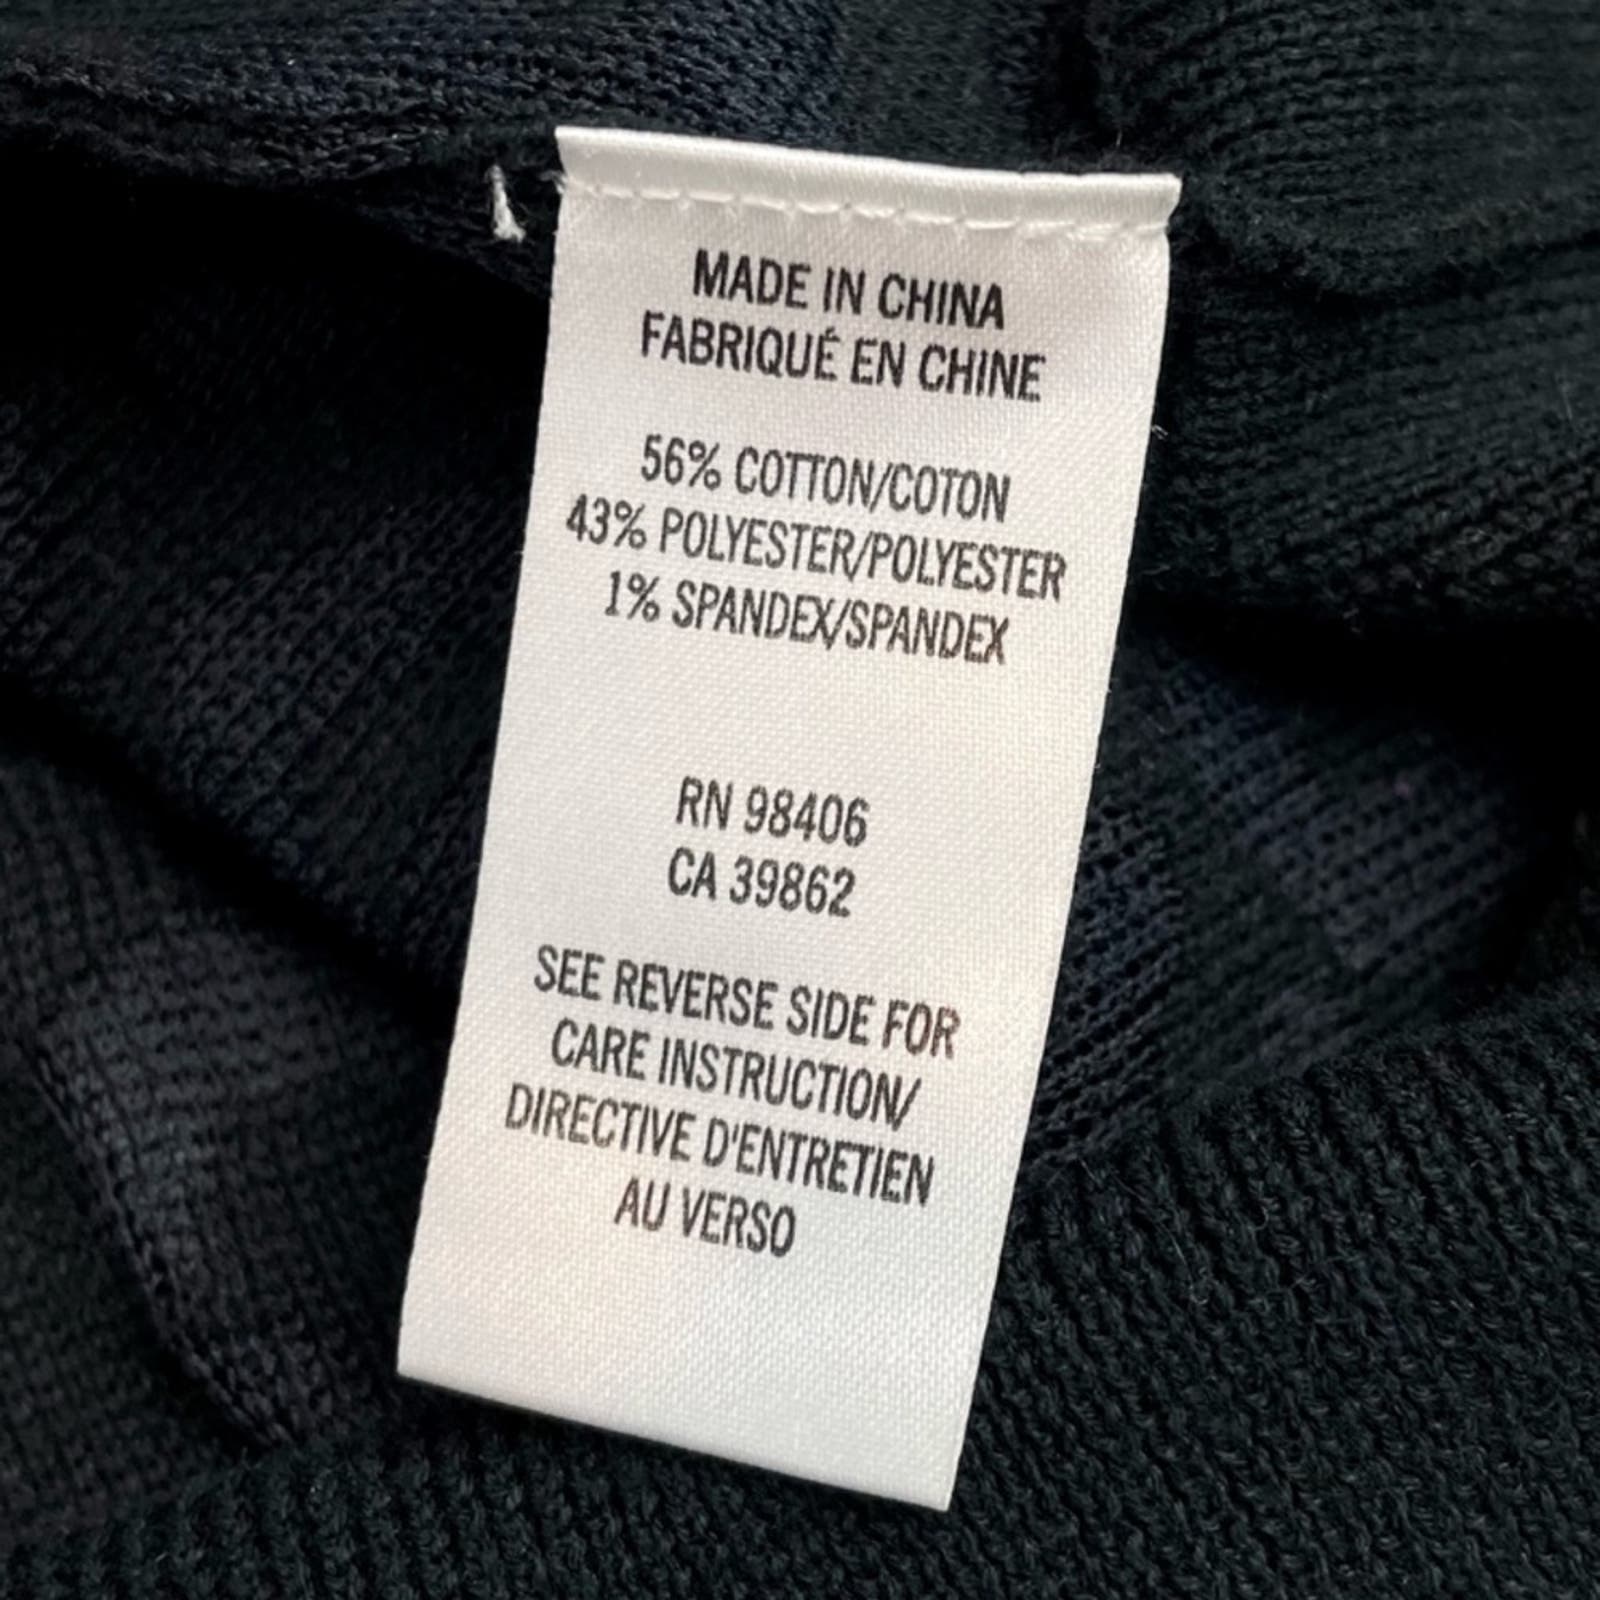 MADE IN CHINA
FABRIQUÉ EN CHINE
56% COTTON/COTON
43% POLYESTER/POLYESTER
1% SPANDEX/SPANDEX
RN 98406
CA 39862
SEE REVERSE SIDE FOR
CARE INSTRUCTION/
DIRECTIVE D'ENTRETIEN
AU VERSO